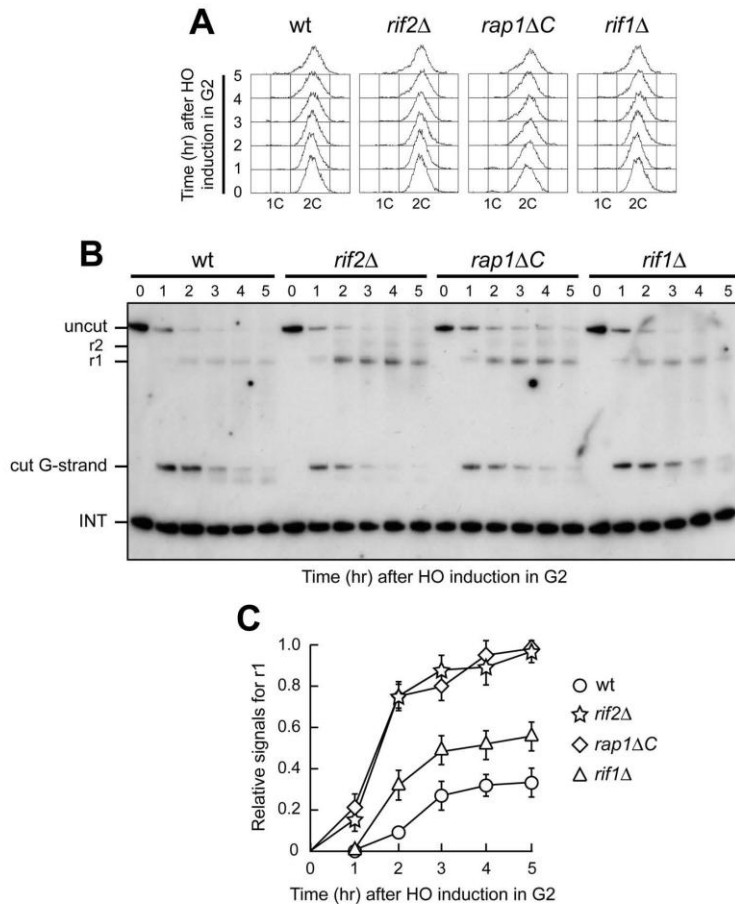 A
wt rif2Δ rap1ΔC rif1Δ
Time (hr) after HO
induction in G2
5
4
3
2
1
0
1C 2C 1C 2C 1C 2C 1C 2C
B
wt rif2Δ rap1ΔC rif1Δ
0 1 2 3 4 5 0 1 2 3 4 5 0 1 2 3 4 5 0 1 2 3 4 5
uncut
r2
r1
cut G-strand
INT
Time (hr) after HO induction in G2
C
Relative signals for r1
1.0
0.8
0.6
0.4
0.2
0
0 1 2 3 4 5
Time (hr) after HO induction in G2
wt
rif2Δ
rap1ΔC
rif1Δ